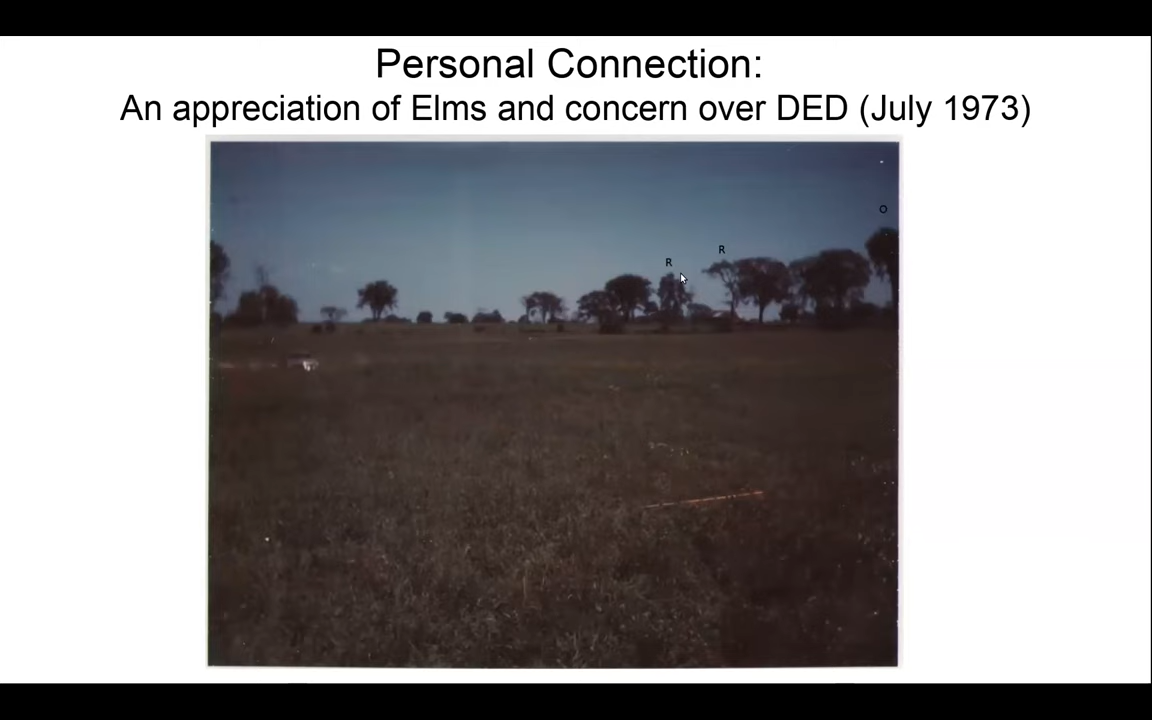 Personal Connection:
An appreciation of Elms and concern over DED (July 1973)
O
R
R